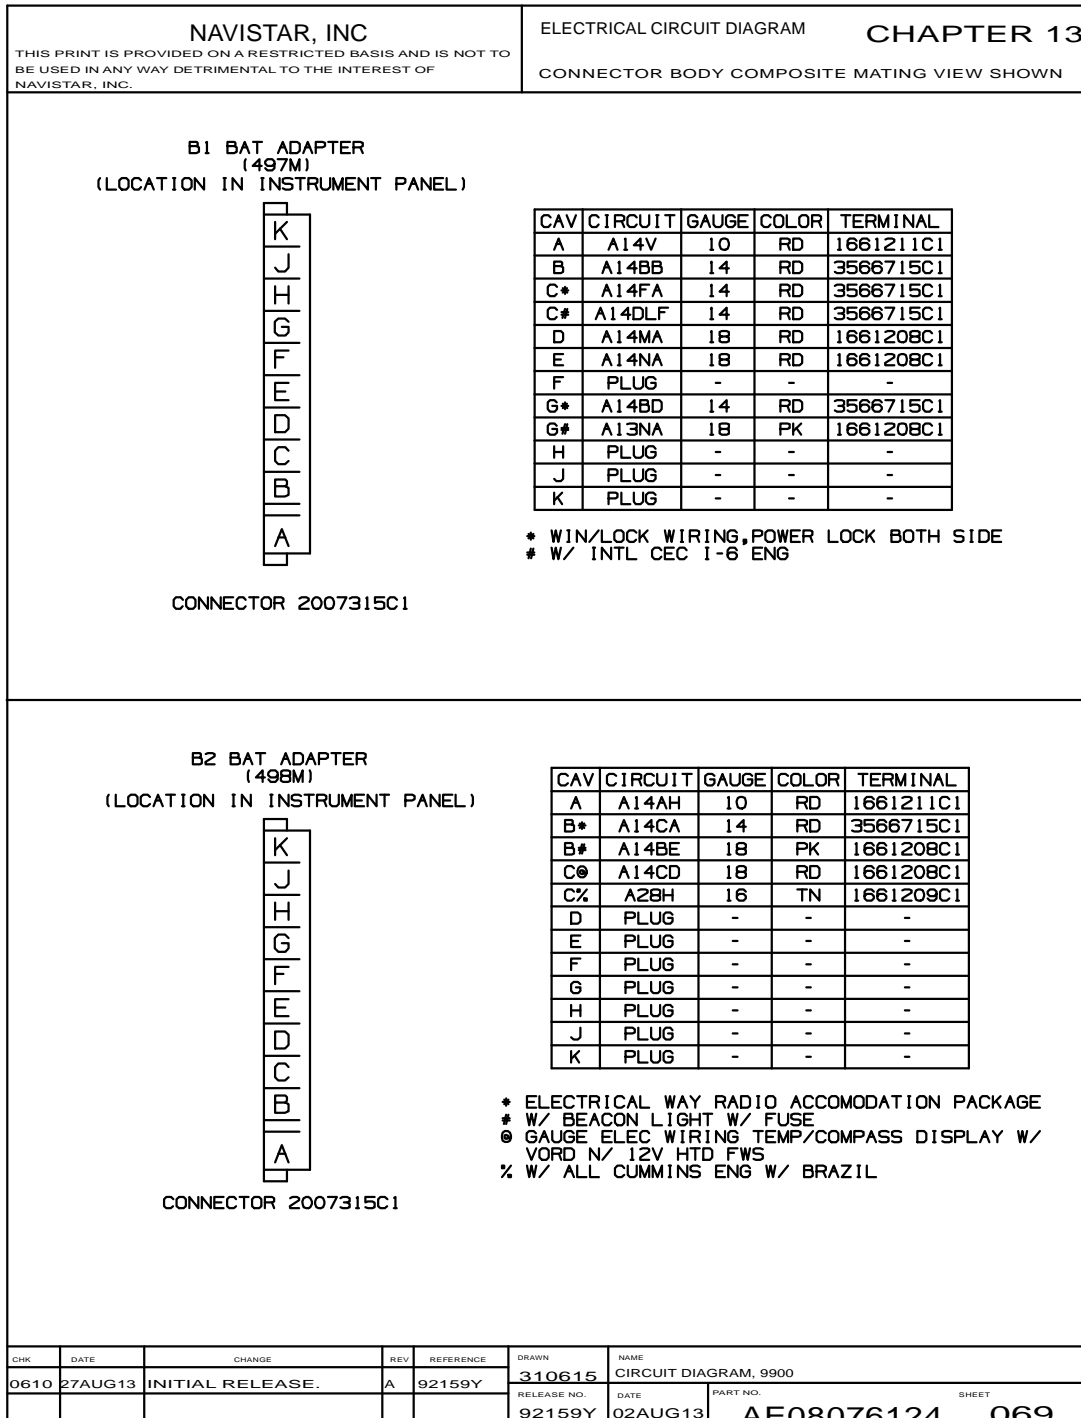 NAVISTAR, INC
THIS PRINT IS PROVIDED ON A RESTRICTED BASIS AND IS NOT TO
BE USED IN ANY WAY DETRIMENTAL TO THE INTEREST OF
NAVISTAR, INC.
ELECTRICAL CIRCUIT DIAGRAM CHAPTER 13
CONNECTOR BODY COMPOSITE MATING VIEW SHOWN
B1 BAT ADAPTER
(497M)
(LOCATION IN INSTRUMENT PANEL)
K
J
H
G
F
E
D
C
B
A
CONNECTOR 2007315C1
CAV CIRCUIT GAUGE COLOR TERMINAL
A A14V 10 RD 1661211C1
B A14BB 14 RD 3566715C1
C* A14FA 14 RD 3566715C1
C# A14DLF 14 RD 3566715C1
D A14MA 18 RD 1661208C1
E A14NA 18 RD 1661208C1
F PLUG - - -
G* A14BD 14 RD 3566715C1
G# A13NA 18 PK 1661208C1
H PLUG - - -
J PLUG - - -
K PLUG - - -
* WIN/LOCK WIRING,POWER LOCK BOTH SIDE
# W/ INTL CEC I-6 ENG
B2 BAT ADAPTER
(498M)
(LOCATION IN INSTRUMENT PANEL)
K
J
H
G
F
E
D
C
B
A
CONNECTOR 2007315C1
CAV CIRCUIT GAUGE COLOR TERMINAL
A A14AH 10 RD 1661211C1
B* A14CA 14 RD 3566715C1
B# A14BE 18 PK 1661208C1
C@ A14CD 18 RD 1661208C1
C% A28H 16 TN 1661209C1
D PLUG - - -
E PLUG - - -
F PLUG - - -
G PLUG - - -
H PLUG - - -
J PLUG - - -
K PLUG - - -
* ELECTRICAL WAY RADIO ACCOMODATION PACKAGE
# W/ BEACON LIGHT W/ FUSE
@ GAUGE ELEC WIRING TEMP/COMPASS DISPLAY W/
VORD N/ 12V HTD FWS
% W/ ALL CUMMINS ENG W/ BRAZIL
CHK DATE CHANGE REV REFERENCE
0610 27AUG13 INITIAL RELEASE. A 92159Y
DRAWN NAME
310615 CIRCUIT DIAGRAM, 9900
RELEASE NO. DATE PART NO. SHEET
92159Y 02AUG13 AE08076124 069